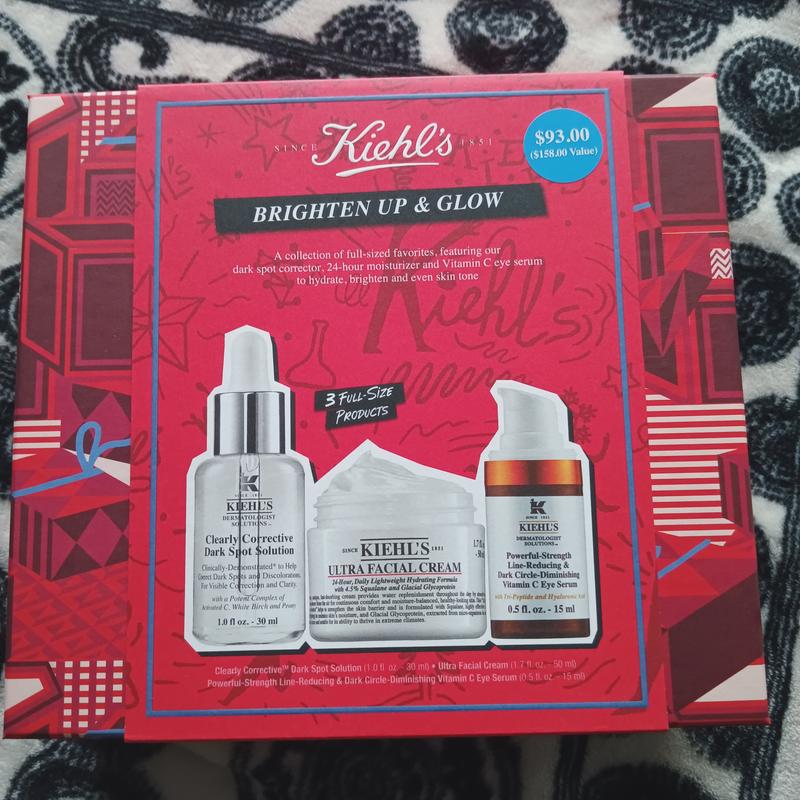 SINCE Kiehl's 1851
$93.00
($158.00 Value)
BRIGHTEN UP & GLOW
A collection of full-sized favorites, featuring our
dark spot corrector, 24-hour moisturizer and Vitamin C eye serum
to hydrate, brighten and even skin tone
Kiehl's
3 FULL-SIZE
PRODUCTS
SINCE 1851
KIEHL'S
DERMATOLOGIST
SOLUTIONS
Clearly Corrective
Dark Spot Solution
Clinically-Demonstrated* to Help
Correct Dark Spots and Discolorations
For Visible Correction and Clarity.
with a Potent Complex of
Activated C, White Birch and Peony
1.0 fl oz. - 30 ml
SINCE KIEHL'S 1851
ULTRA FACIAL CREAM
24-Hour, Daily Lightweight Hydrating Formula
with 4.5% Squalane and Glacial Glycoprotein
SINCE 1851
KIEHL'S
DERMATOLOGIST
SOLUTIONS
Powerful-Strength
Line-Reducing &
Dark Circle-Diminishing
Vitamin C Eye Serum
with Tri-Peptide and Hyaluronic Acid
0.5 fl. oz. - 15 ml
Clearly Corrective™ Dark Spot Solution (1.0 fl oz. - 30 ml) • Ultra Facial Cream (1.7 fl. oz. - 50 ml)
Powerful-Strength Line-Reducing & Dark Circle-Diminishing Vitamin C Eye Serum (0.5 fl. oz. - 15 ml)